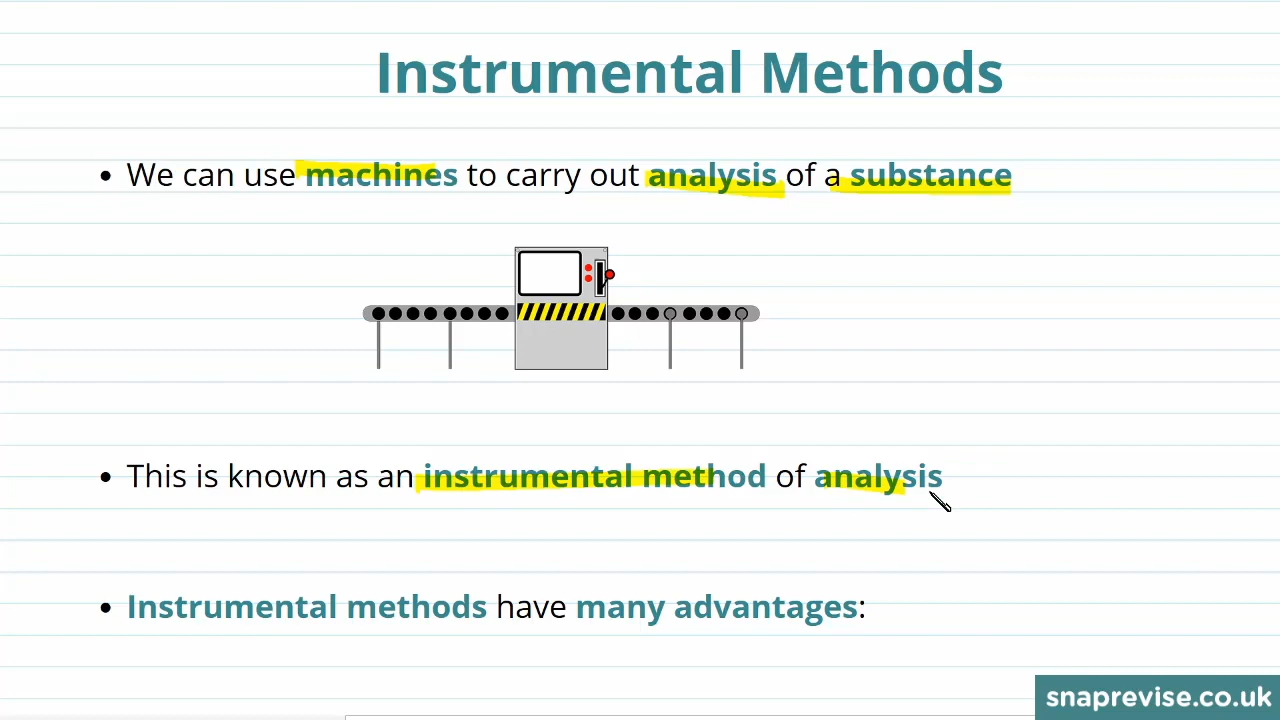 Instrumental Methods
• We can use machines to carry out analysis of a substance
• This is known as an instrumental method of analysis
• Instrumental methods have many advantages:
snaprevise.co.uk